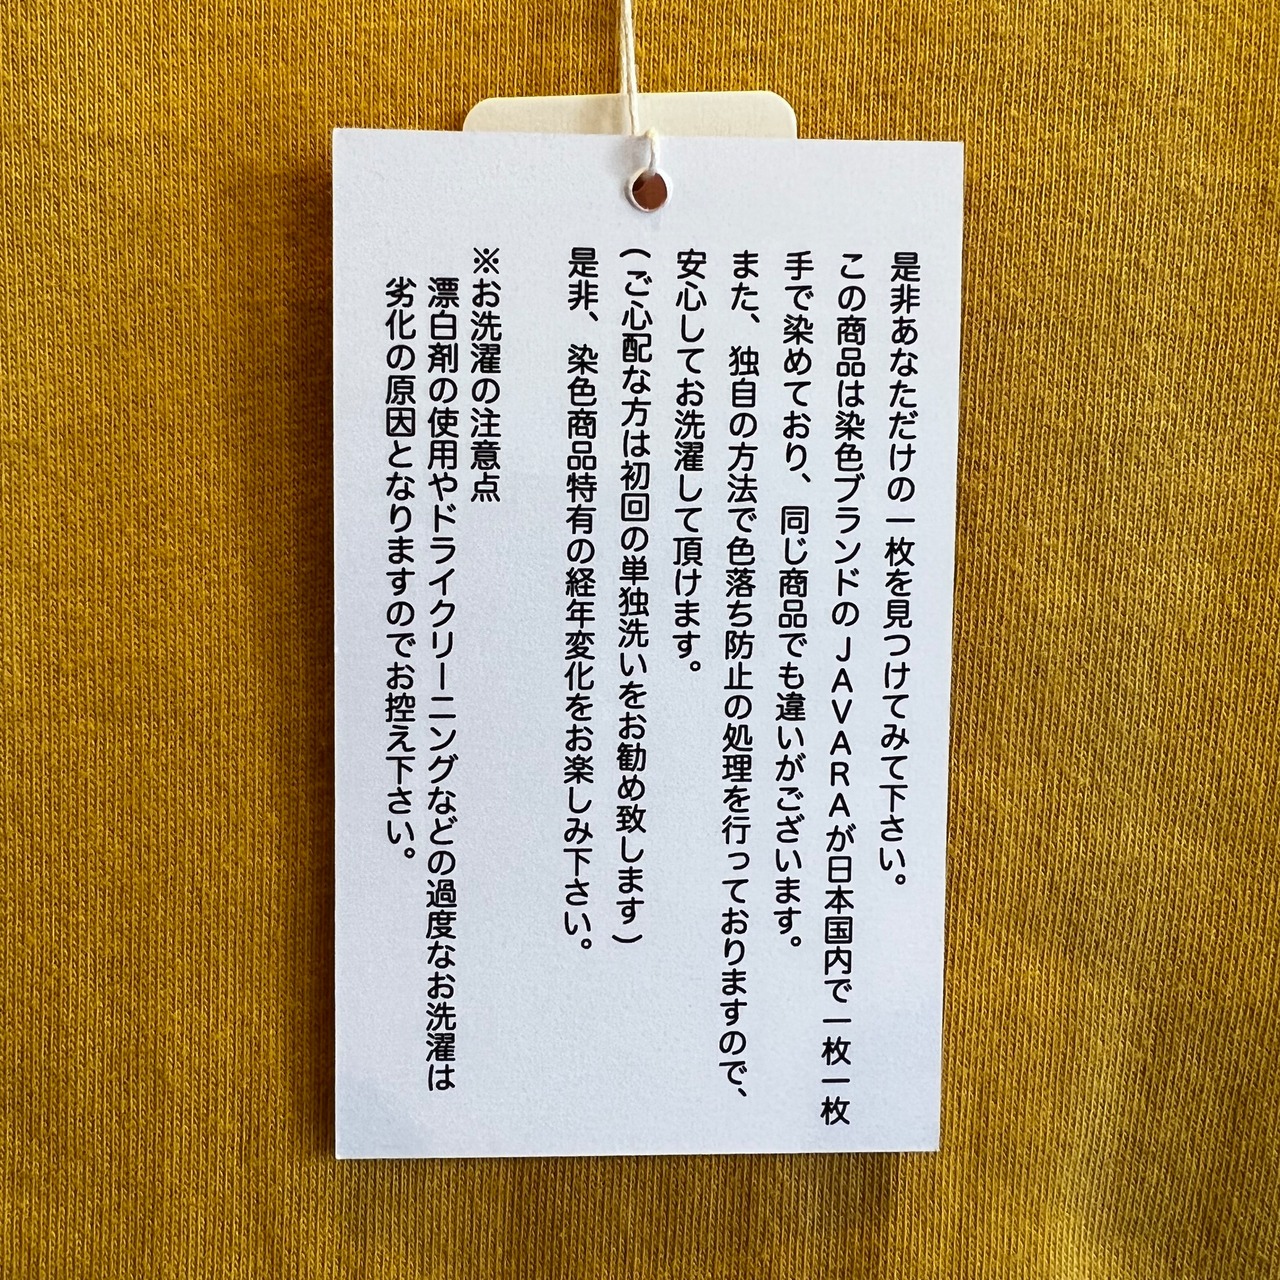 是非あなただけの一枚を見つけてみて下さい。
この商品は染色ブランドのJAVARAが日本国内で一枚一枚
手で染めており、同じ商品でも違いがございます。
また、独自の方法で色落ち防止の処理を行っておりますので、
安心してお洗濯して頂けます。
(ご心配な方は初回の単独洗いをお勧め致します)
是非、染色商品特有の経年変化をお楽しみ下さい。
※お洗濯の注意点
漂白剤の使用やドライクリーニングなどの過度なお洗濯は
劣化の原因となりますのでお控え下さい。